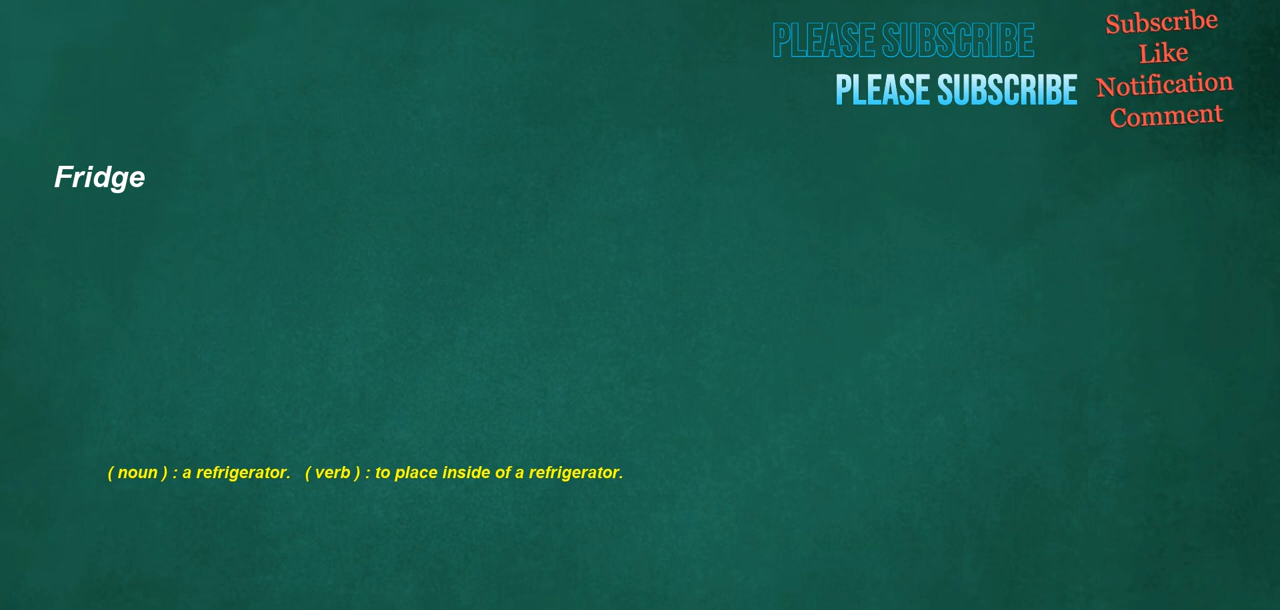 PLEASE SUBSCRIBE
PLEASE SUBSCRIBE
Subscribe
Like
Notification
Comment
Fridge
( noun ) : a refrigerator. ( verb ) : to place inside of a refrigerator.